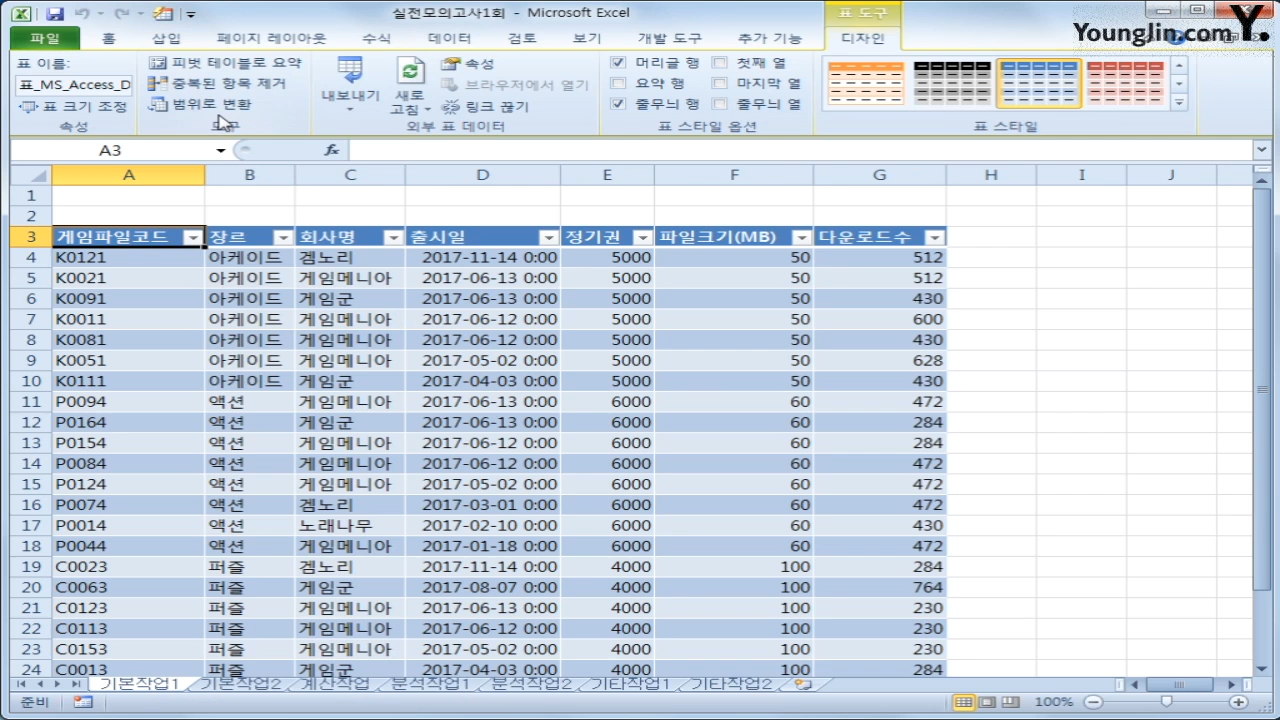 실전모의고사1회 - Microsoft Excel
표 도구
YoungJin.com Y.
파일 홈 삽입 페이지 레이아웃 수식 데이터 검토 보기 개발 도구 추가 기능 디자인
표 이름:
표_MS_Access_D
표 크기 조정
속성
피벗 테이블로 요약
중복된 항목 제거
범위로 변환
도구
내보내기
새로 고침
속성
브라우저에서 열기
링크 끊기
외부 표 데이터
머리글 행 첫째 열
요약 행 마지막 열
줄무늬 행 줄무늬 열
표 스타일 옵션
표 스타일
A3 fx
A B C D E F G H I J
1
2
3 게임파일코드 장르 회사명 출시일 정기권 파일크기(MB) 다운로드수
4 K0121 아케이드 겜노리 2017-11-14 0:00 5000 50 512
5 K0021 아케이드 게임메니아 2017-06-13 0:00 5000 50 512
6 K0091 아케이드 게임군 2017-06-13 0:00 5000 50 430
7 K0011 아케이드 게임메니아 2017-06-12 0:00 5000 50 600
8 K0081 아케이드 게임메니아 2017-06-12 0:00 5000 50 430
9 K0051 아케이드 게임메니아 2017-05-02 0:00 5000 50 628
10 K0111 아케이드 게임군 2017-04-03 0:00 5000 50 430
11 P0094 액션 게임메니아 2017-06-13 0:00 6000 60 472
12 P0164 액션 게임군 2017-06-13 0:00 6000 60 284
13 P0154 액션 게임메니아 2017-06-12 0:00 6000 60 284
14 P0084 액션 게임메니아 2017-06-12 0:00 6000 60 472
15 P0124 액션 게임메니아 2017-05-02 0:00 6000 60 472
16 P0074 액션 겜노리 2017-03-01 0:00 6000 60 472
17 P0014 액션 노래나무 2017-02-10 0:00 6000 60 430
18 P0044 액션 게임메니아 2017-01-18 0:00 6000 60 472
19 C0023 퍼즐 겜노리 2017-11-14 0:00 4000 100 284
20 C0063 퍼즐 게임군 2017-08-07 0:00 4000 100 764
21 C0123 퍼즐 게임메니아 2017-06-13 0:00 4000 100 230
22 C0113 퍼즐 게임메니아 2017-06-12 0:00 4000 100 230
23 C0153 퍼즐 게임메니아 2017-05-02 0:00 4000 100 230
24 C0013 퍼즐 게임군 2017-04-03 0:00 4000 100 284
기본작업1 기본작업2 계산작업 분석작업1 분석작업2 기타작업1 기타작업2
준비 100%